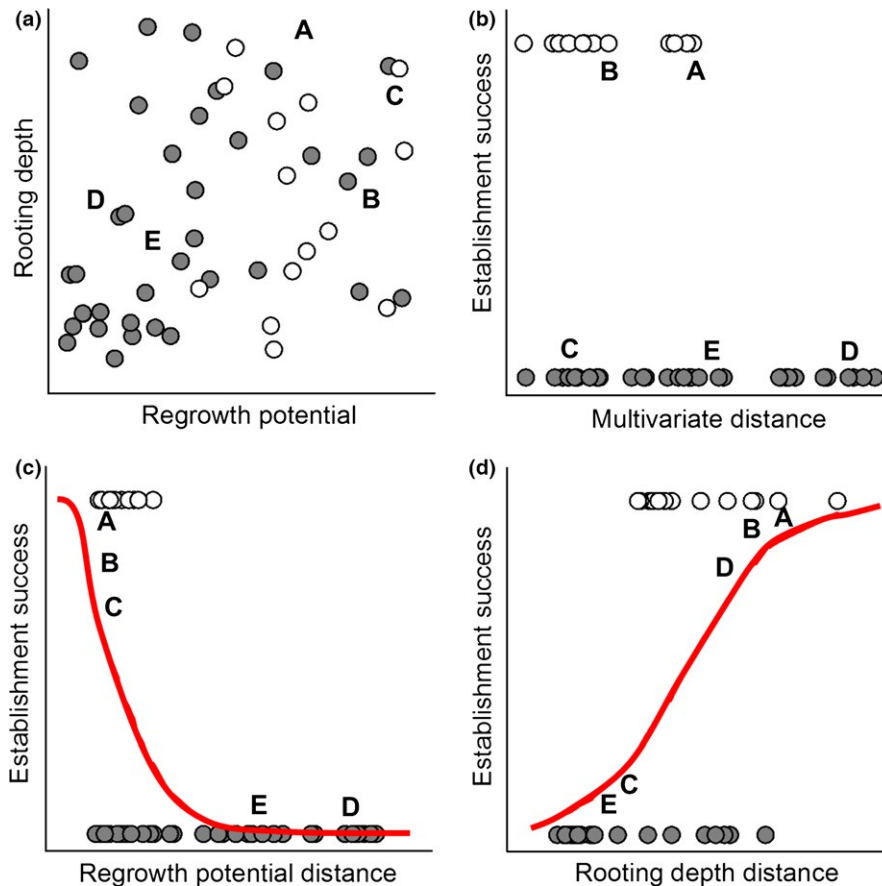 (a)
A
C
B
D
E
Rooting depth
Regrowth potential
(b)
B
A
C
E
D
Establishment success
Multivariate distance
(c)
A
B
C
E
D
Establishment success
Regrowth potential distance
(d)
A
B
D
C
E
Establishment success
Rooting depth distance